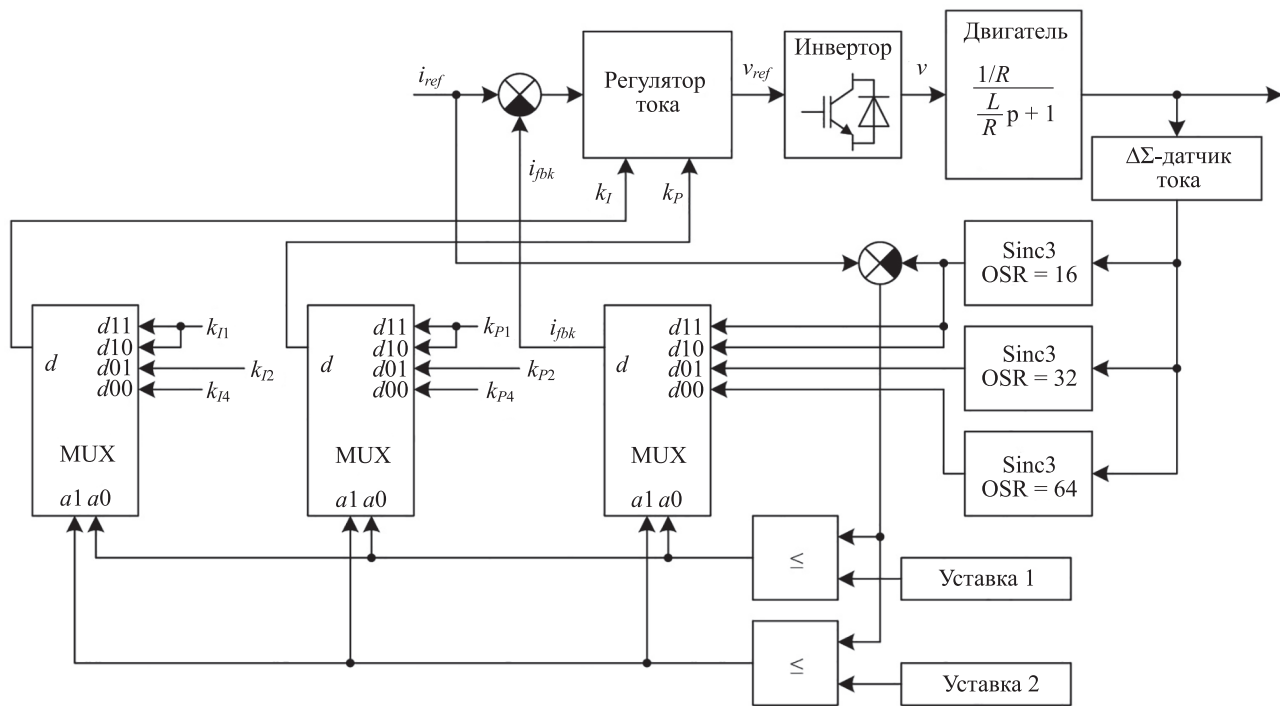 i_ref
Регулятор
тока
v_ref
Инвертор
v
Двигатель
1/R
L
R
p + 1
ΔΣ-датчик
тока
i_fbk
k_I
k_P
Sinc3
OSR = 16
Sinc3
OSR = 32
Sinc3
OSR = 64
d
d11
d10
d01
d00
MUX
a1 a0
k_I1
k_I2
k_I4
d
d11
d10
d01
d00
MUX
a1 a0
k_P1
k_P2
k_P4
i_fbk
d
d11
d10
d01
d00
MUX
a1 a0
≤
Уставка 1
≤
Уставка 2